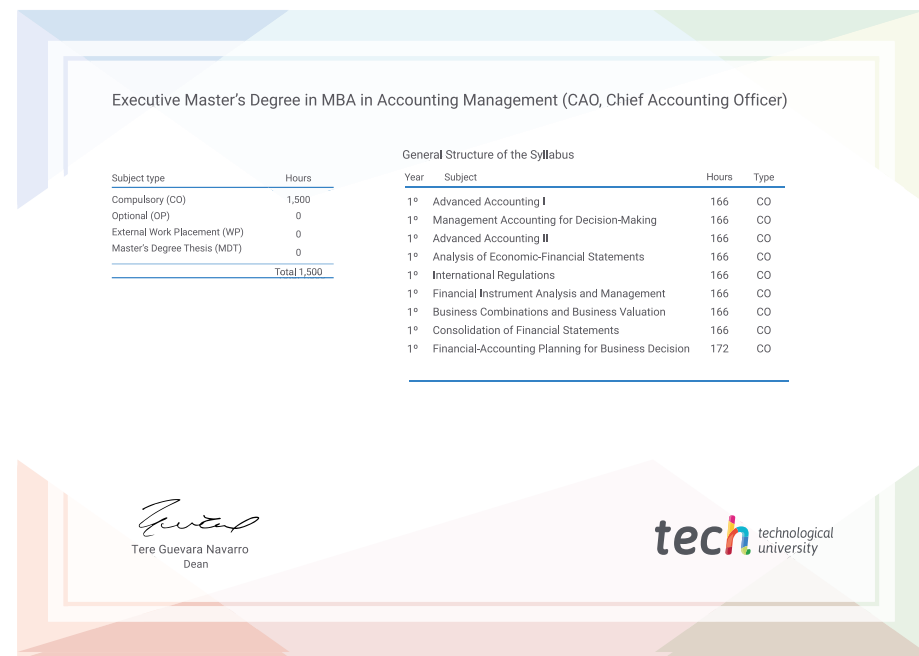 Executive Master's Degree in MBA in Accounting Management (CAO, Chief Accounting Officer)
Subject type Hours
Compulsory (CO) 1,500
Optional (OP) 0
External Work Placement (WP) 0
Master's Degree Thesis (MDT) 0
Total 1,500
General Structure of the Syllabus
Year Subject Hours Type
1º Advanced Accounting I 166 CO
1º Management Accounting for Decision-Making 166 CO
1º Advanced Accounting II 166 CO
1º Analysis of Economic-Financial Statements 166 CO
1º International Regulations 166 CO
1º Financial Instrument Analysis and Management 166 CO
1º Business Combinations and Business Valuation 166 CO
1º Consolidation of Financial Statements 166 CO
1º Financial-Accounting Planning for Business Decision 172 CO
Tere Guevara Navarro
Dean
tech technological
university